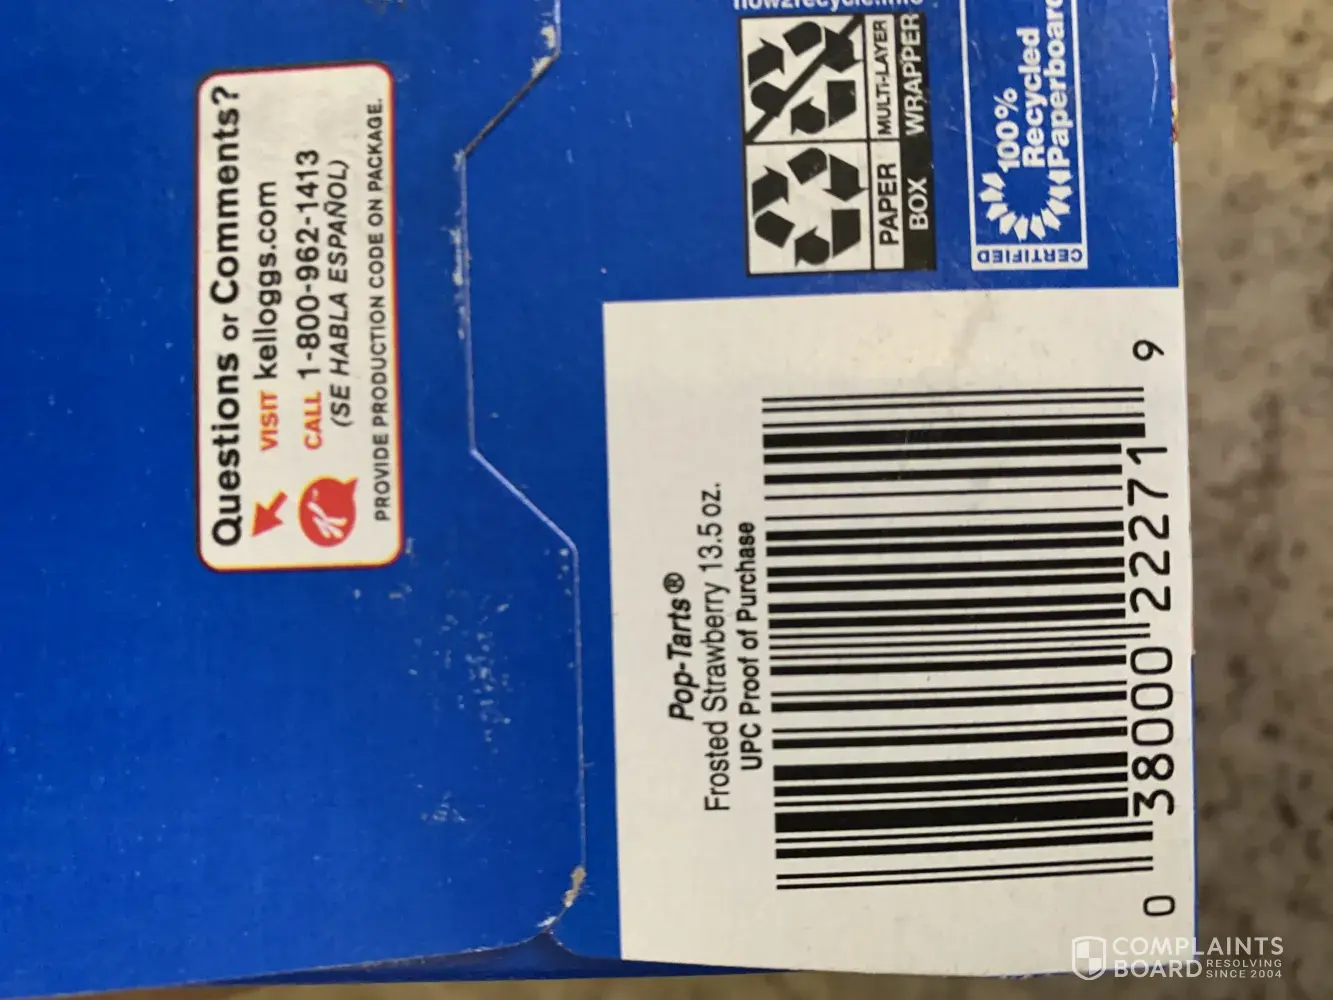 Questions or Comments?
VISIT kelloggs.com
CALL 1-800-962-1413
(SE HABLA ESPAÑOL)
PROVIDE PRODUCTION CODE ON PACKAGE.
how2recycle.info
PAPER
BOX
MULTI-LAYER
WRAPPER
100%
Recycled
Paperboard
CERTIFIED
Pop-Tarts®
Frosted Strawberry 13.5 oz.
UPC Proof of Purchase
0 38000 22271 9
COMPLAINTS
BOARD RESOLVING
SINCE 2004